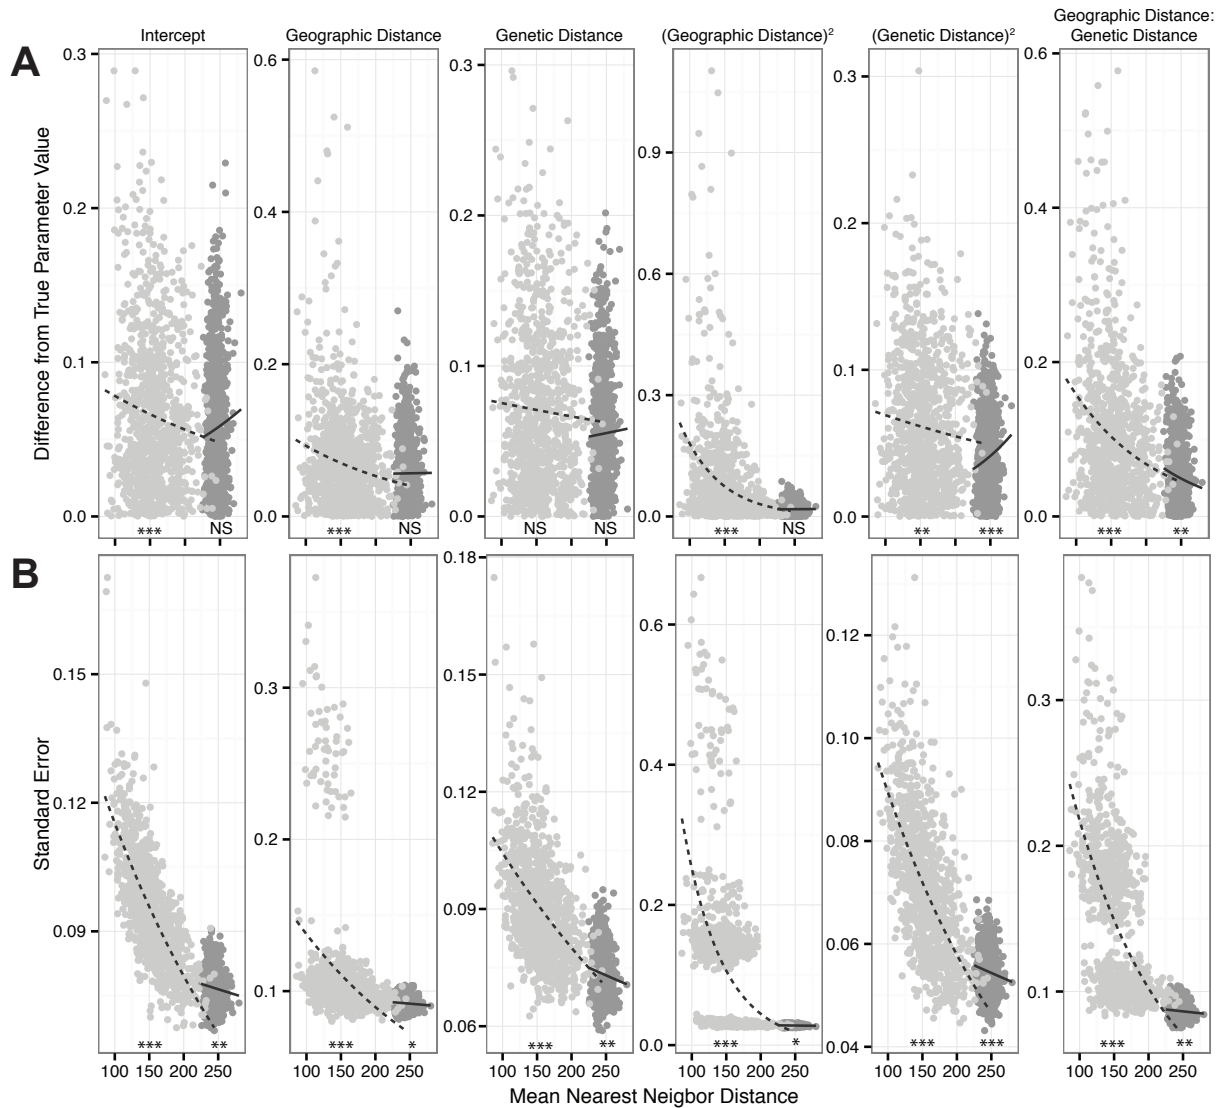 Geographic Distance:
Intercept Geographic Distance Genetic Distance (Geographic Distance)² (Genetic Distance)² Genetic Distance
A
Difference from True Parameter Value
0.3 0.2 0.1 0.0
*** NS
0.6 0.4 0.2 0.0
*** NS
0.3 0.2 0.1 0.0
NS NS
0.9 0.6 0.3 0.0
*** NS
0.3 0.2 0.1 0.0
** ***
0.6 0.4 0.2 0.0
*** **
B
Standard Error
0.15 0.12 0.09
*** **
100 150 200 250
0.3 0.2 0.1
*** *
100 150 200 250
0.18 0.15 0.12 0.09 0.06
*** **
100 150 200 250
0.6 0.4 0.2 0.0
*** *
100 150 200 250
0.12 0.10 0.08 0.06 0.04
*** ***
100 150 200 250
0.3 0.2 0.1
*** **
100 150 200 250
Mean Nearest Neigbor Distance